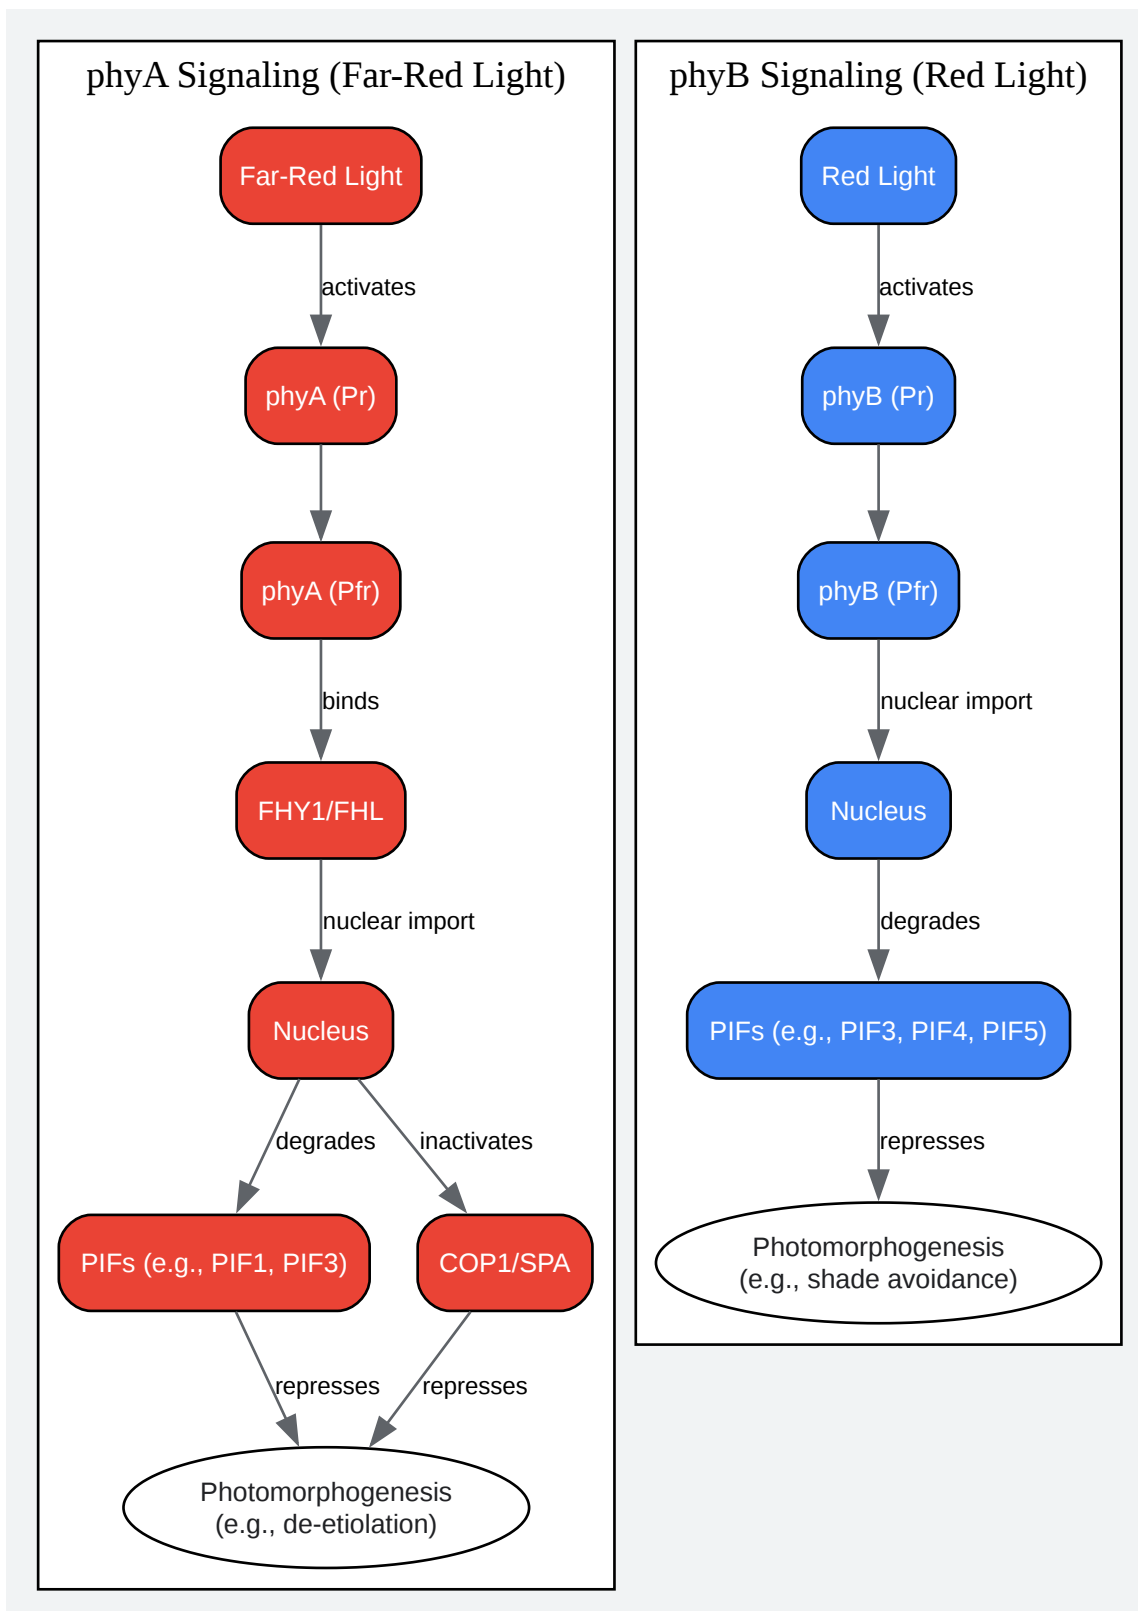 phyA Signaling (Far-Red Light)
Far-Red Light
activates
phyA (Pr)
phyA (Pfr)
binds
FHY1/FHL
nuclear import
Nucleus
degrades
inactivates
PIFs (e.g., PIF1, PIF3)
COP1/SPA
represses
represses
Photomorphogenesis
(e.g., de-etiolation)
phyB Signaling (Red Light)
Red Light
activates
phyB (Pr)
phyB (Pfr)
nuclear import
Nucleus
degrades
PIFs (e.g., PIF3, PIF4, PIF5)
represses
Photomorphogenesis
(e.g., shade avoidance)